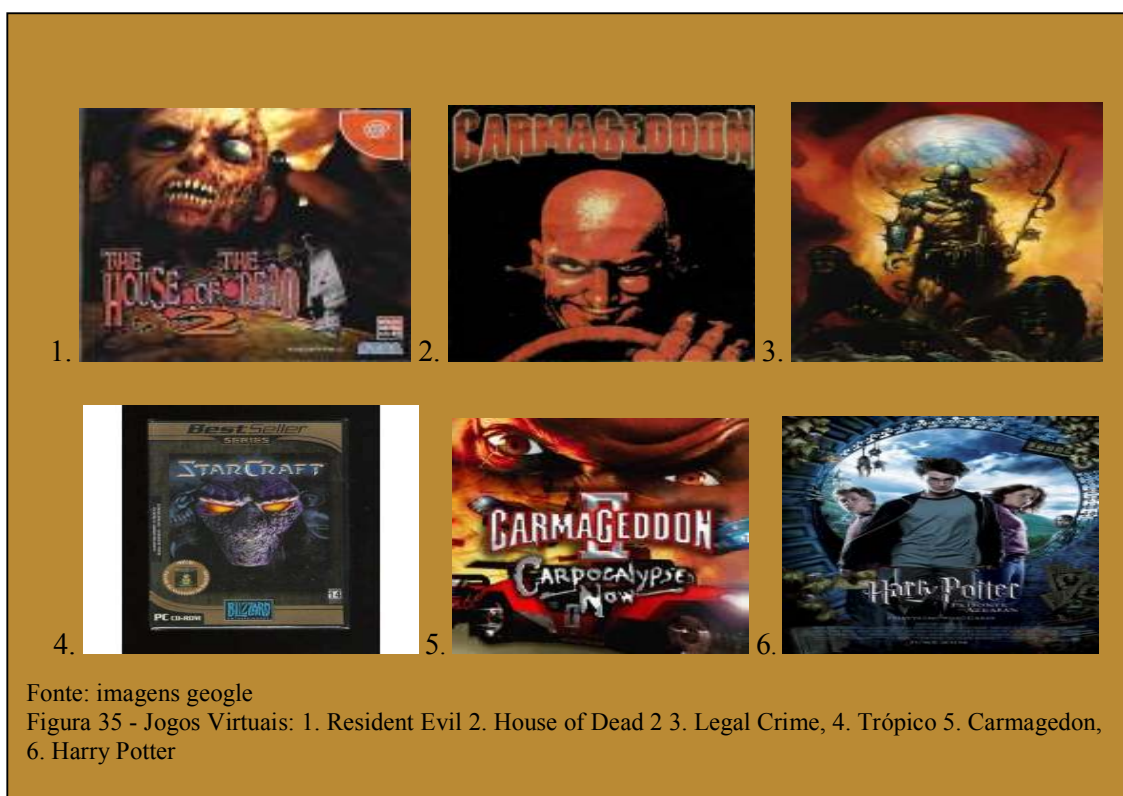 THE HOUSE OF THE DEAD
2
1.
CARMAGEDDON
2.
3.
BestSeller
SERIES
STARCRAFT
BLIZZARD
PC CD-ROM
4.
CARMAGEDDON
II
CARPOCALYPSE
NOW
5.
Harry Potter
6.
Fonte: imagens geogle
Figura 35 - Jogos Virtuais: 1. Resident Evil 2. House of Dead 2 3. Legal Crime, 4. Trópico 5. Carmagedon,
6. Harry Potter